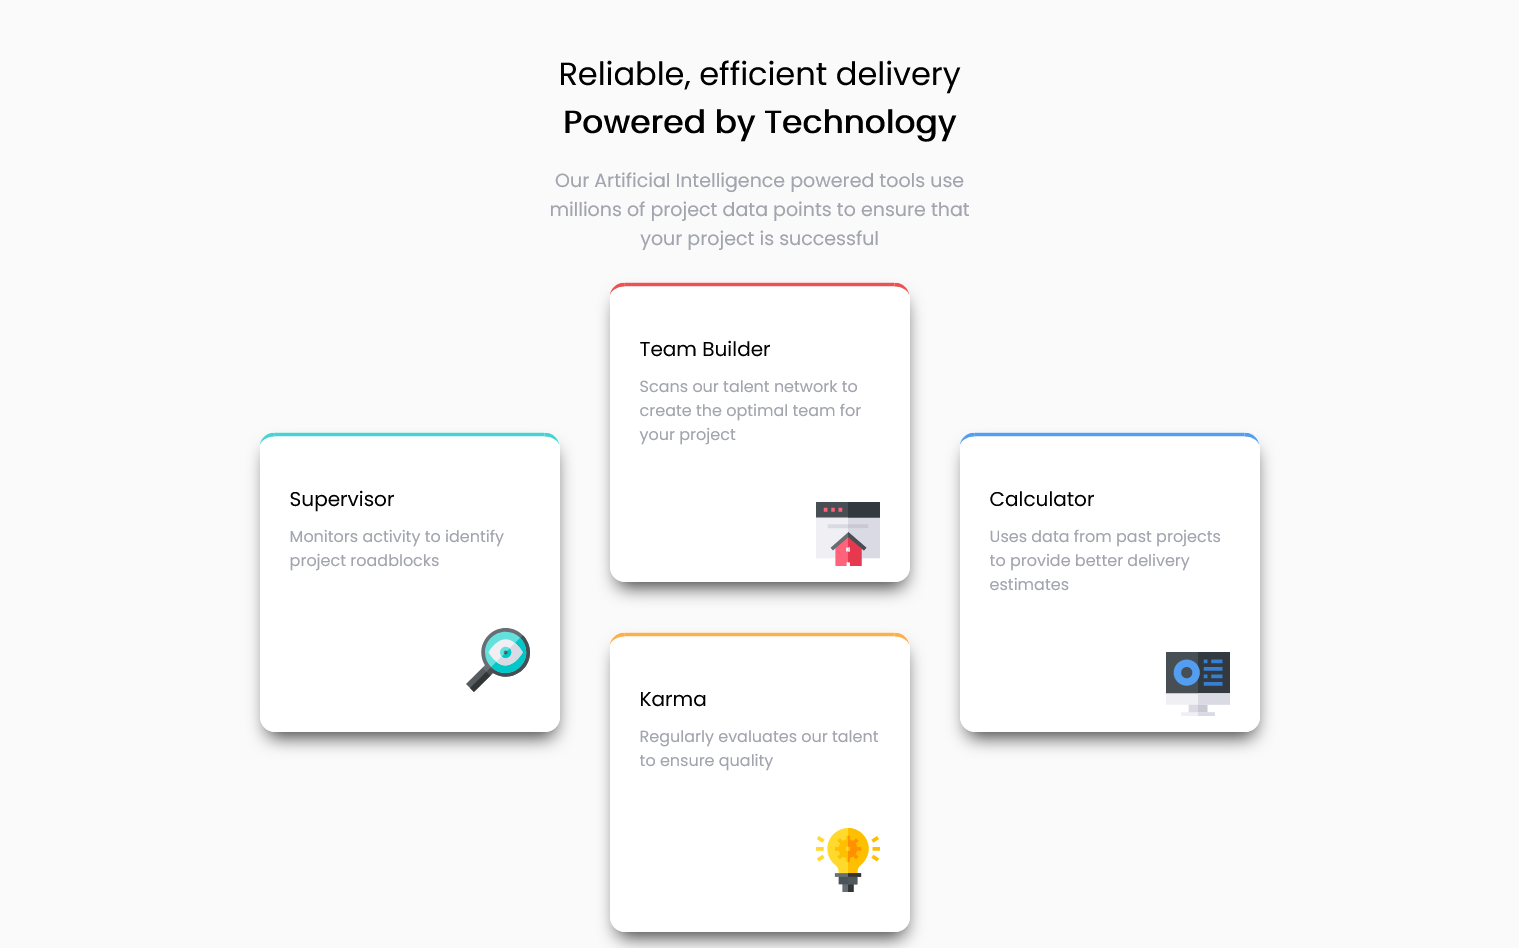 Reliable, efficient delivery
Powered by Technology
Our Artificial Intelligence powered tools use
millions of project data points to ensure that
your project is successful
Team Builder
Scans our talent network to
create the optimal team for
your project
Supervisor
Monitors activity to identify
project roadblocks
Calculator
Uses data from past projects
to provide better delivery
estimates
Karma
Regularly evaluates our talent
to ensure quality